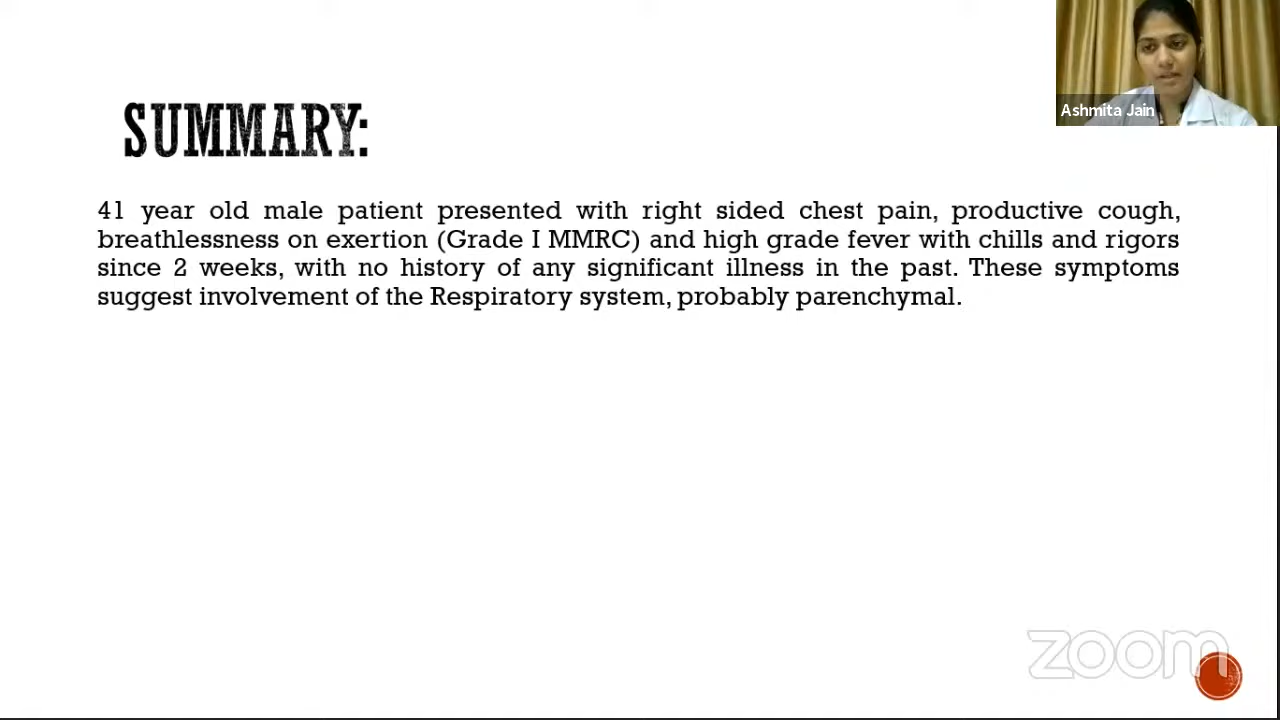 Ashmita Jain
SUMMARY:
41 year old male patient presented with right sided chest pain, productive cough,
breathlessness on exertion (Grade I MMRC) and high grade fever with chills and rigors
since 2 weeks, with no history of any significant illness in the past. These symptoms
suggest involvement of the Respiratory system, probably parenchymal.
zoom